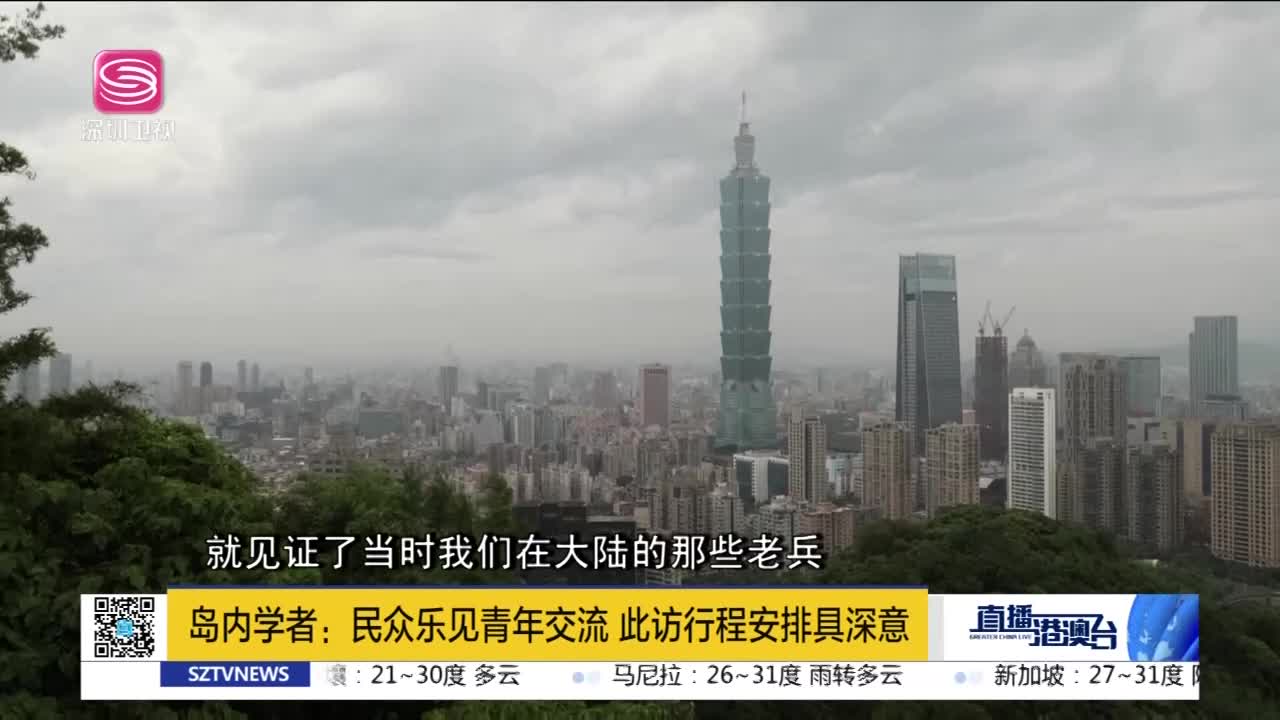 深圳卫视
就见证了当时我们在大陆的那些老兵
岛内学者：民众乐见青年交流 此访行程安排具深意
直播港澳台
GREATER CHINA LIVE
SZTVNEWS
：21~30度 多云 马尼拉：26~31度 雨转多云 新加坡：27~31度